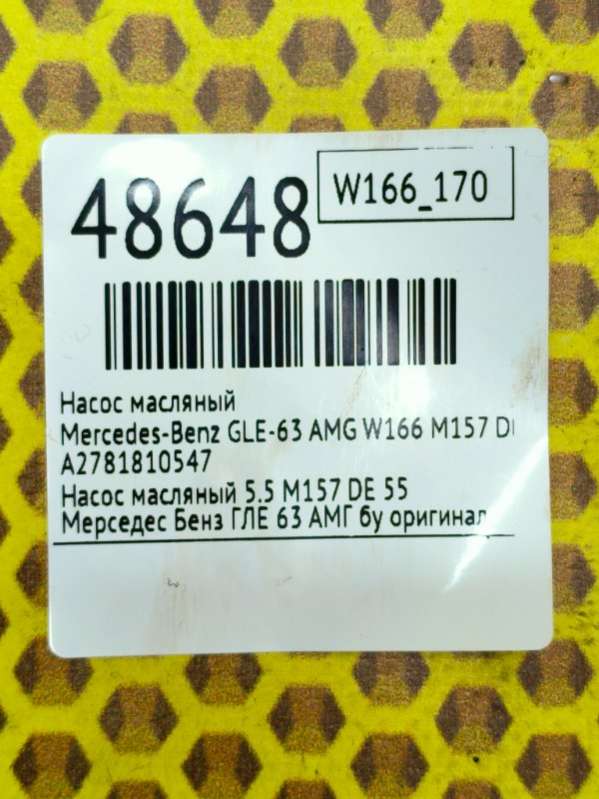 48648
W166_170
Насос масляный
Mercedes-Benz GLE-63 AMG W166 M157
A2781810547
Насос масляный 5.5 M157 DE 55
Мерседес Бенз ГЛЕ 63 АМГ бу оригинал